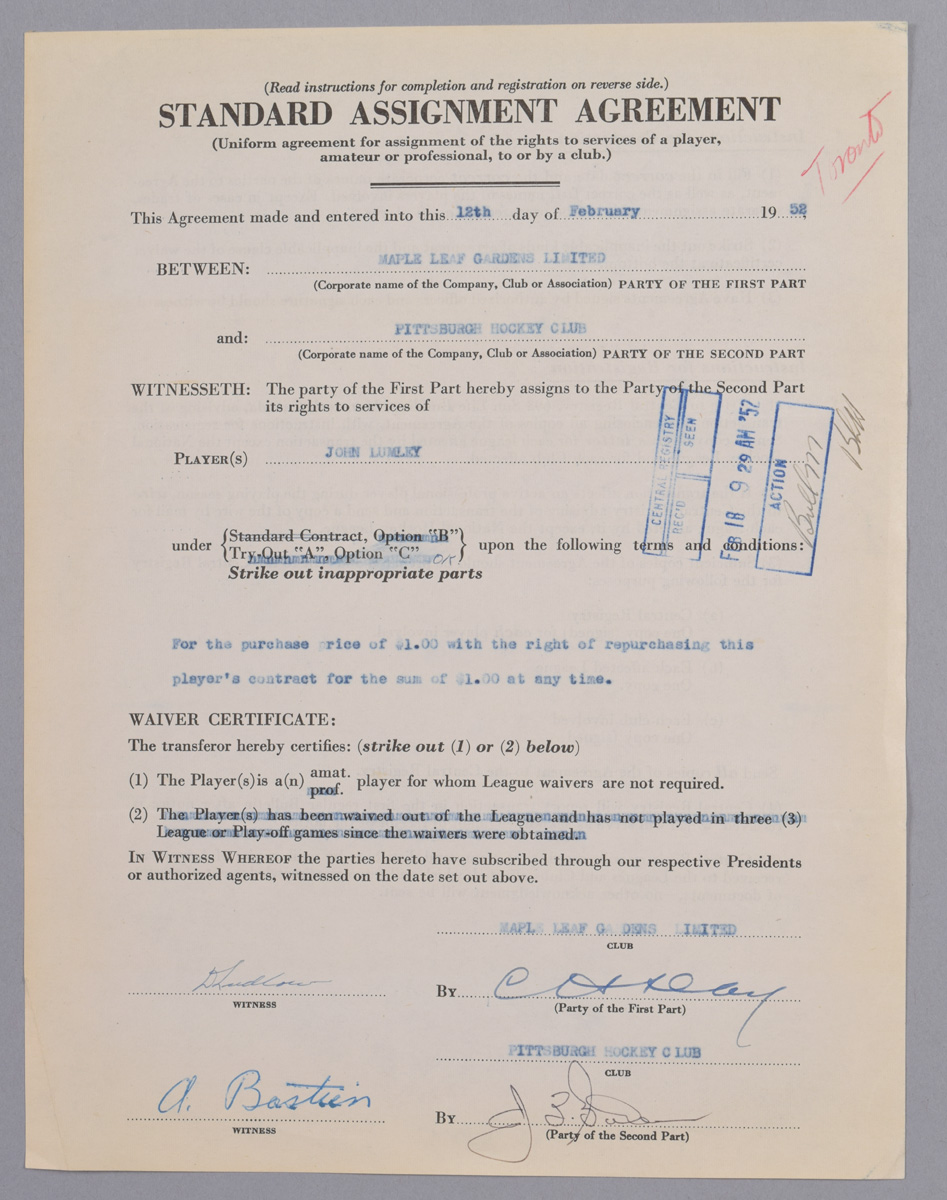 (Read instructions for completion and registration on reverse side.)
STANDARD ASSIGNMENT AGREEMENT
(Uniform agreement for assignment of the rights to services of a player,
amateur or professional, to or by a club.)
Toronto
This Agreement made and entered into this 12th day of February 19 52,
BETWEEN: MAPLE LEAF GARDENS LIMITED
(Corporate name of the Company, Club or Association) PARTY OF THE FIRST PART
and: PITTSBURGH HOCKEY CLUB
(Corporate name of the Company, Club or Association) PARTY OF THE SECOND PART
WITNESSETH: The party of the First Part hereby assigns to the Party of the Second Part
its rights to services of
PLAYER(S) JOHN LUMLEY
CENTRAL REGISTRY
REC'D
SEEN
FEB 18 9 29 AM '52
ACTION
under {Standard Contract, Option "B"}
{Try-Out "A", Option "C"} OK! upon the following terms and conditions:
Strike out inappropriate parts
For the purchase price of $1.00 with the right of repurchasing this
player's contract for the sum of $1.00 at any time.
WAIVER CERTIFICATE:
The transferor hereby certifies: (strike out (1) or (2) below)
(1) The Player(s) is a(n) amat. prof. player for whom League waivers are not required.
(2) The Player(s) has been waived out of the League and has not played in three (3)
League or Play-off games since the waivers were obtained.
IN WITNESS WHEREOF the parties hereto have subscribed through our respective Presidents
or authorized agents, witnessed on the date set out above.
MAPL LEAF GA DENS LIMITED
CLUB
DLudlow
WITNESS
By C H Day
(Party of the First Part)
PITTSBURGH HOCKEY CLUB
CLUB
A. Bastien
WITNESS
By
(Party of the Second Part)